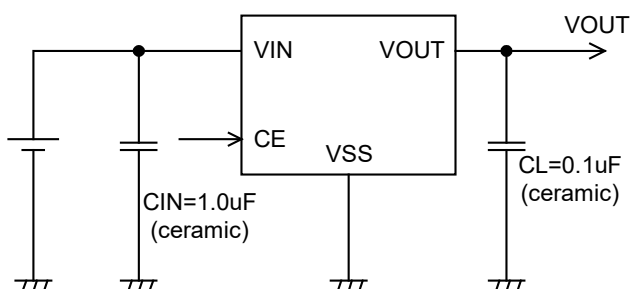 VOUT
VIN
VOUT
CE
VSS
CIN=1.0uF
(ceramic)
CL=0.1uF
(ceramic)